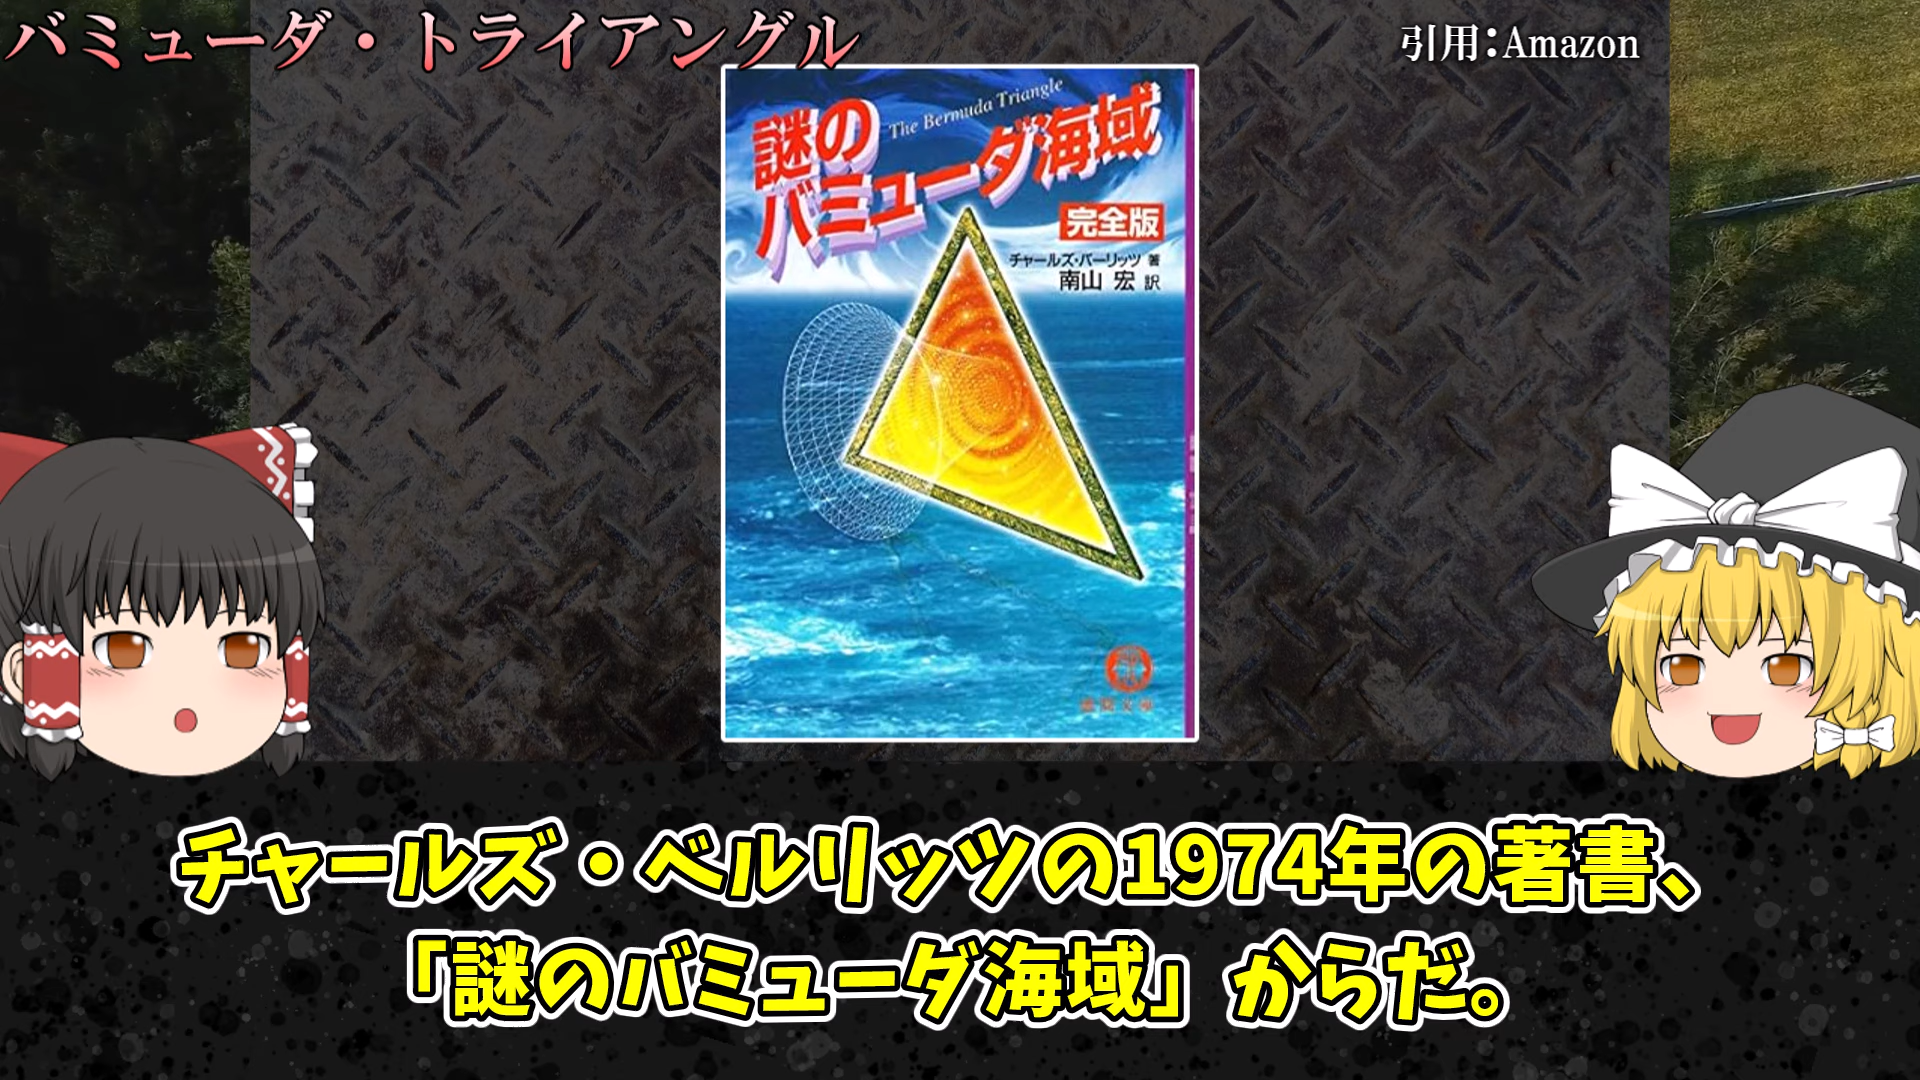 バミューダ・トライアングル
引用：Amazon
The Bermuda Triangle
謎の
バミューダ海域
完全版
チャールズ・バーリッツ 著
南山 宏 訳
チャールズ・ベルリッツの1974年の著書、
「謎のバミューダ海域」からだ。